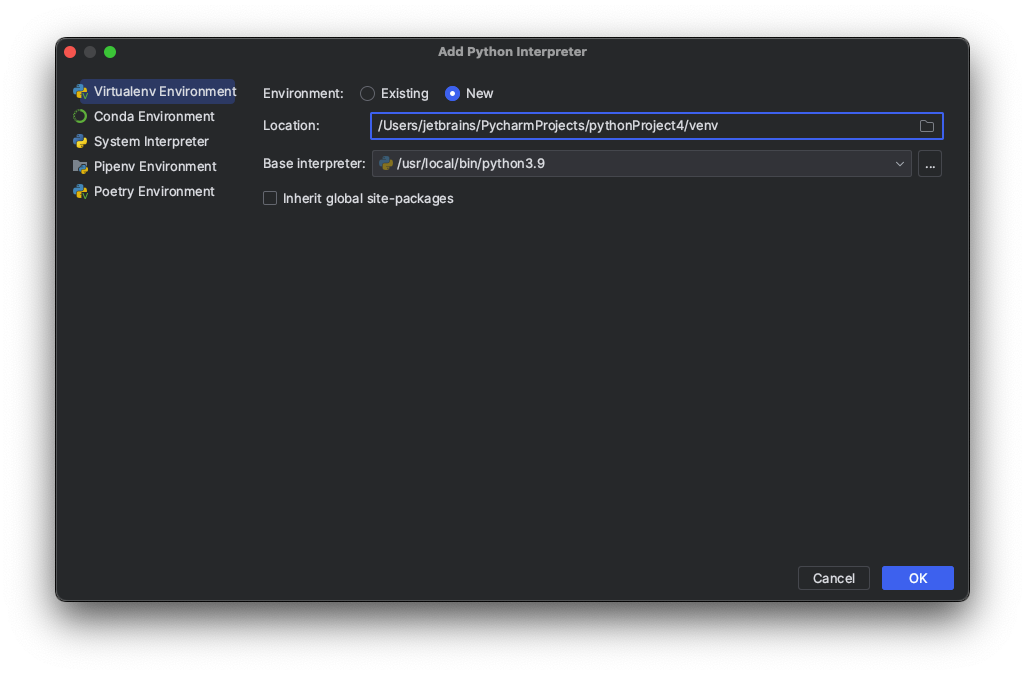 Add Python Interpreter
Virtualenv Environment
Conda Environment
System Interpreter
Pipenv Environment
Poetry Environment
Environment: Existing New
Location: /Users/jetbrains/PycharmProjects/pythonProject4/venv
Base interpreter: /usr/local/bin/python3.9 ...
Inherit global site-packages
Cancel OK